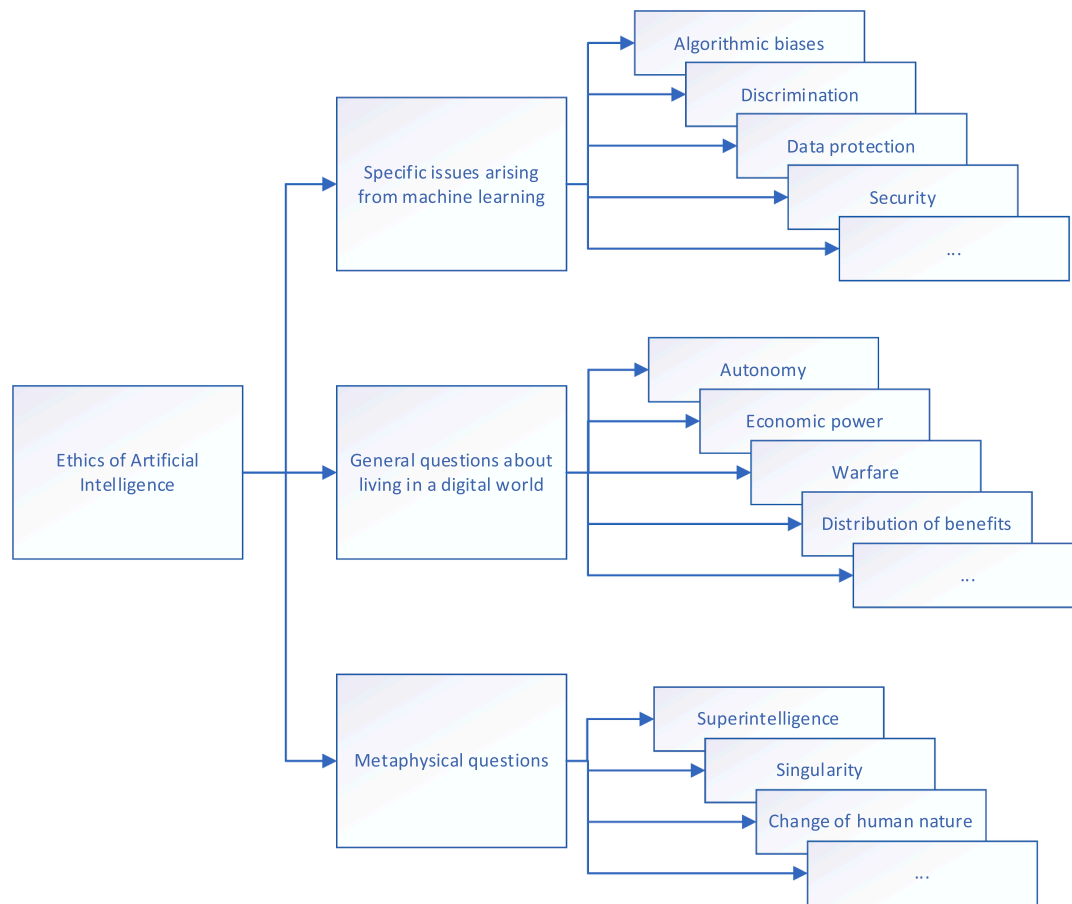 Algorithmic biases
Discrimination
Data protection
Specific issues arising
from machine learning
Security
...
Autonomy
Economic power
Ethics of Artificial
Intelligence
General questions about
living in a digital world
Warfare
Distribution of benefits
...
Superintelligence
Metaphysical questions
Singularity
Change of human nature
...